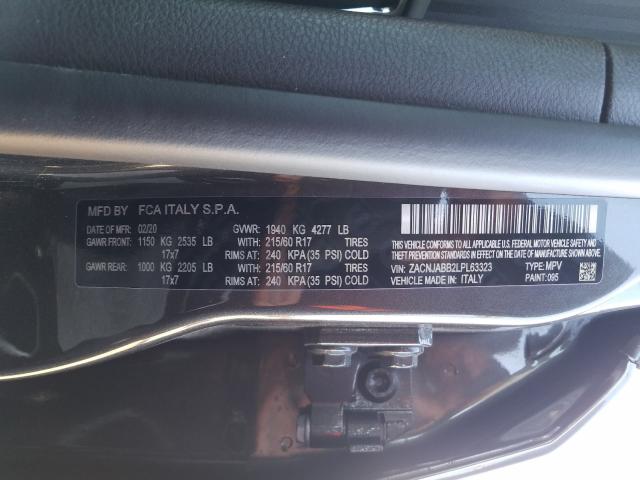 MFD BY FCA ITALY S.P.A.
DATE OF MFR: 02/20 GVWR: 1940 KG 4277 LB
GAWR FRONT: 1150 KG 2535 LB WITH: 215/60 R17 TIRES
17x7 RIMS AT: 240 KPA (35 PSI) COLD
GAWR REAR: 1000 KG 2205 LB WITH: 215/60 R17 TIRES
17x7 RIMS AT: 240 KPA (35 PSI) COLD
THIS VEHICLE CONFORMS TO ALL APPLICABLE U.S. FEDERAL MOTOR VEHICLE
SAFETY, BUMPER AND THEFT PREVENTION STANDARDS IN EFFECT ON THE
DATE OF MANUFACTURE SHOWN ABOVE
VIN: ZACNJABB2LPL63323 TYPE: MPV
VEHICLE MADE IN: ITALY PAINT: 095